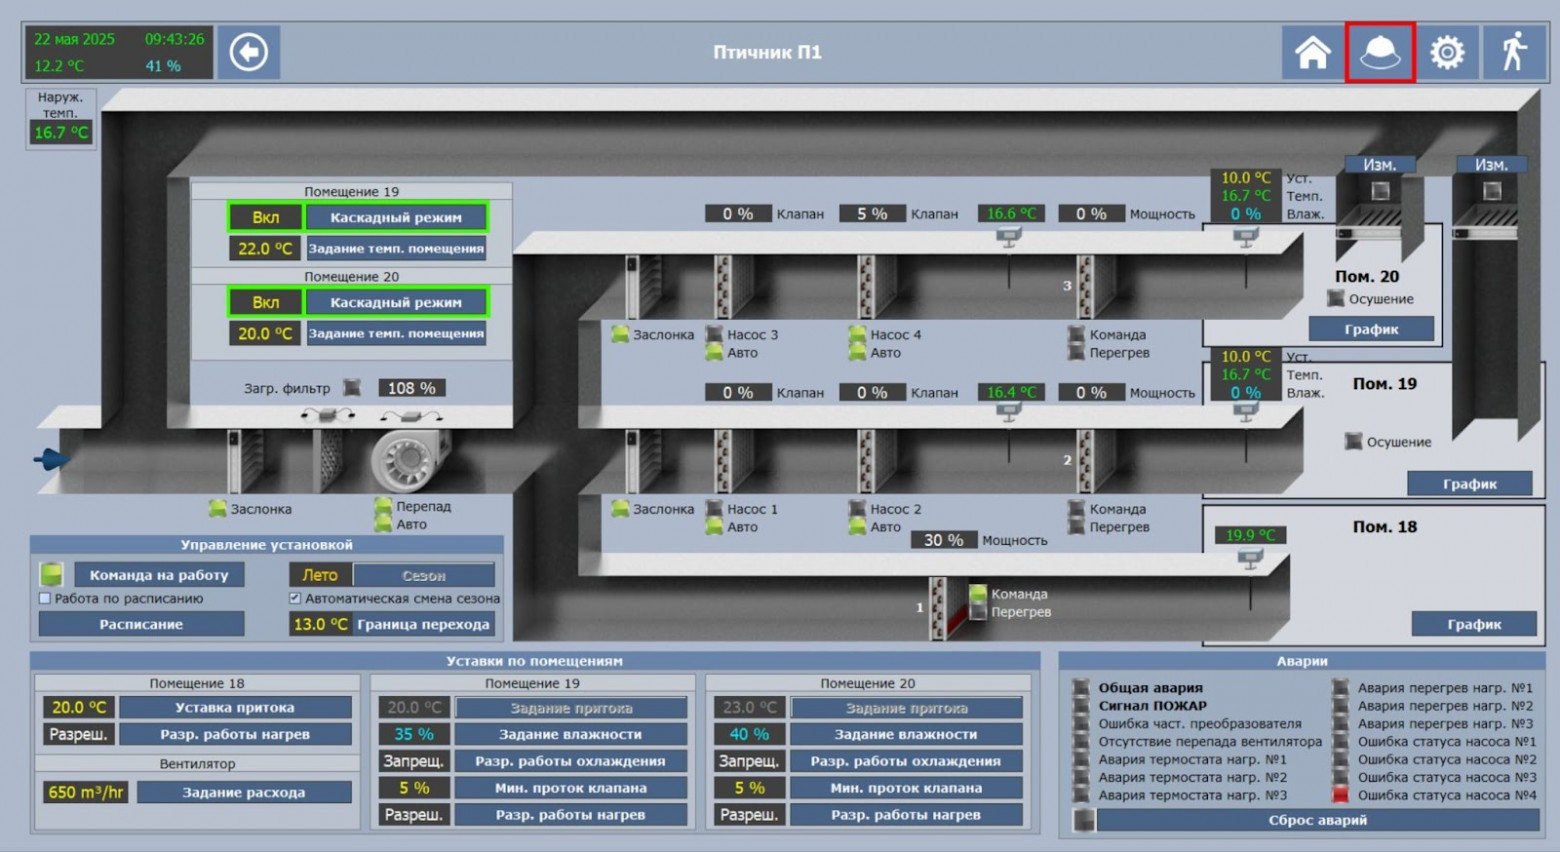 22 мая 2025 09:43:26
12.2 °C 41 %
Птичник П1
Наруж.
темп.
16.7 °C
Изм. Изм.
Помещение 19
Вкл Каскадный режим
22.0 °C Задание темп. помещения
Помещение 20
Вкл Каскадный режим
20.0 °C Задание темп. помещения
Загр. фильтр 108 %
10.0 °C Уст.
16.7 °C Темп.
0 % Влаж.
0 % Клапан 5 % Клапан 16.6 °C 0 % Мощность
3
Заслонка Насос 3 Насос 4 Команда
Авто Авто Перегрев
Пом. 20
Осушение
График
10.0 °C Уст.
16.7 °C Темп.
0 % Влаж.
0 % Клапан 0 % Клапан 16.4 °C 0 % Мощность
2
Заслонка Насос 1 Насос 2 Команда
Авто Авто Перегрев
Пом. 19
Осушение
График
Заслонка Перепад
Авто
30 % Мощность
19.9 °C
1
Команда
Перегрев
Пом. 18
График
Управление установкой
Команда на работу Лето Сезон
Работа по расписанию Автоматическая смена сезона
Расписание 13.0 °C Граница перехода
Уставки по помещениям
Помещение 18
20.0 °C Уставка притока
Разреш. Разр. работы нагрев
Вентилятор
650 m³/hr Задание расхода
Помещение 19
20.0 °C Задание притока
35 % Задание влажности
Запрещ. Разр. работы охлаждения
5 % Мин. проток клапана
Разреш. Разр. работы нагрев
Помещение 20
23.0 °C Задание притока
40 % Задание влажности
Запрещ. Разр. работы охлаждения
5 % Мин. проток клапана
Разреш. Разр. работы нагрев
Аварии
Общая авария
Сигнал ПОЖАР
Ошибка част. преобразователя
Отсутствие перепада вентилятора
Авария термостата нагр. №1
Авария термостата нагр. №2
Авария термостата нагр. №3
Авария перегрев нагр. №1
Авария перегрев нагр. №2
Авария перегрев нагр. №3
Ошибка статуса насоса №1
Ошибка статуса насоса №2
Ошибка статуса насоса №3
Ошибка статуса насоса №4
Сброс аварий